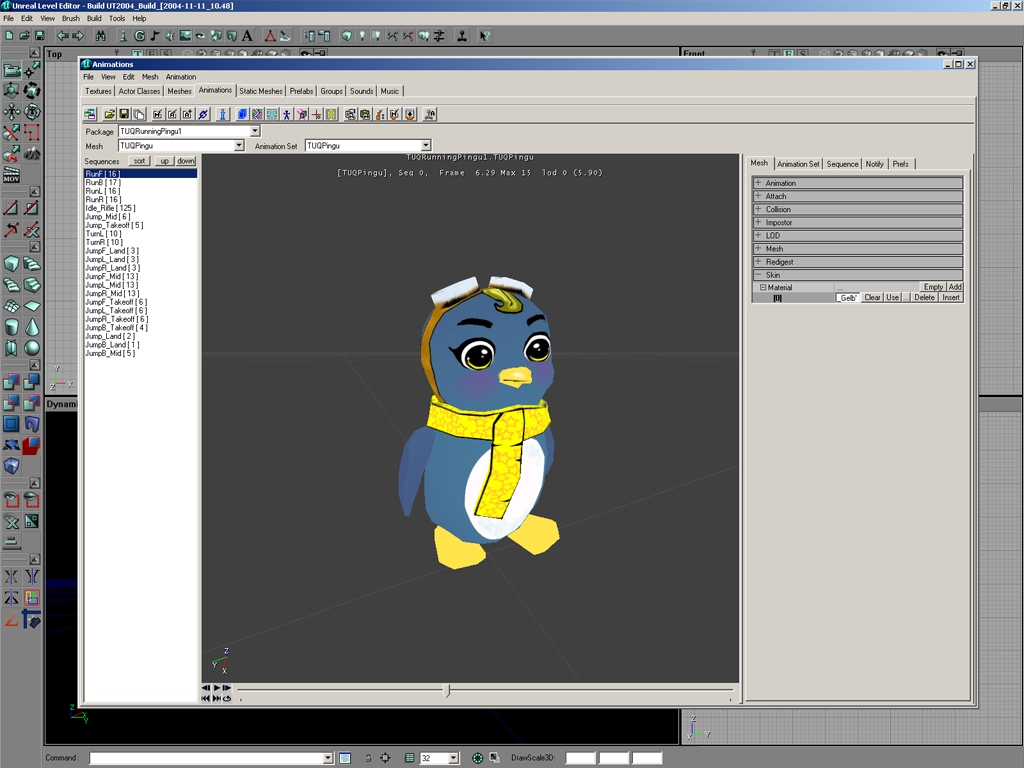 Unreal Level Editor - Build UT2004_Build_[2004-11-11_10.48]
File Edit View Brush Build Tools Help
Top
Front
Animations
File View Edit Mesh Animation
Textures Actor Classes Meshes Animations Static Meshes Prefabs Groups Sounds Music
Package TUQRunningPingu1
Mesh TUQPingu Animation Set TUQPingu
Sequences sort up down
TUQRunningPingu1.TUQPingu
[TUQPingu], Seq 0, Frame 6.29 Max 15 lod 0 (5.90)
RunF [ 16 ]
RunB [ 17 ]
RunL [ 16 ]
RunR [ 16 ]
Idle_Rifle [ 125 ]
Jump_Mid [ 6 ]
Jump_Takeoff [ 5 ]
TurnL [ 10 ]
TurnR [ 10 ]
JumpF_Land [ 3 ]
JumpL_Land [ 3 ]
JumpR_Land [ 3 ]
JumpF_Mid [ 13 ]
JumpL_Mid [ 13 ]
JumpR_Mid [ 13 ]
JumpF_Takeoff [ 6 ]
JumpL_Takeoff [ 6 ]
JumpR_Takeoff [ 6 ]
JumpB_Takeoff [ 4 ]
Jump_Land [ 2 ]
JumpB_Land [ 1 ]
JumpB_Mid [ 5 ]
Mesh Animation Set Sequence Notify Prefs
Animation
Attach
Collision
Impostor
LOD
Mesh
Redigest
Skin
Material ... Empty Add
[0] Gelb' Clear Use ... Delete Insert
MOV
Dynami
Z
Y X
Command : 32 DrawScale3D: